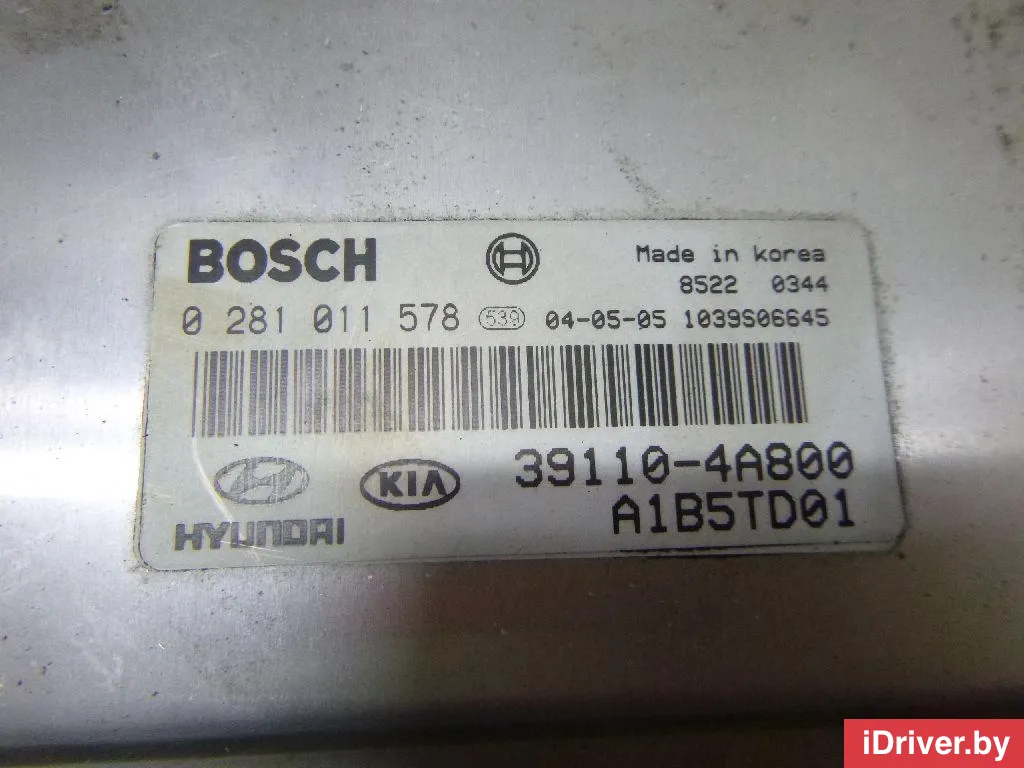 BOSCH
Made in korea
8522 0344
0 281 011 578 539 04-05-05 1039S06645
39110-4A800
KIA
HYUNDAI
A1B5TD01
iDriver.by